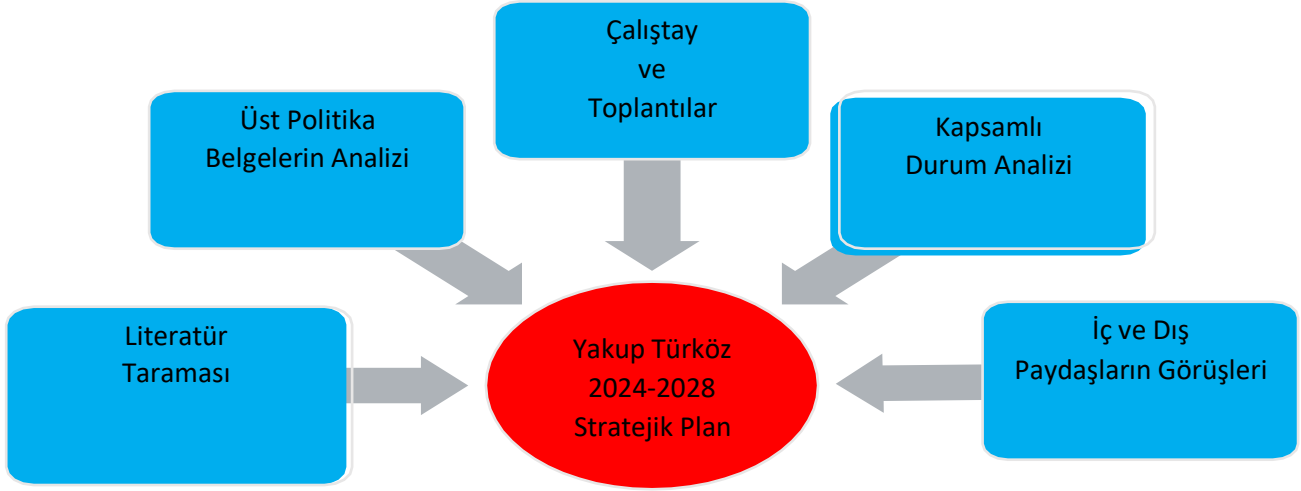 Çalıştay
ve
Toplantılar
Üst Politika
Belgelerin Analizi
Kapsamlı
Durum Analizi
Literatür
Taraması
İç ve Dış
Paydaşların Görüşleri
Yakup Türköz
2024-2028
Stratejik Plan